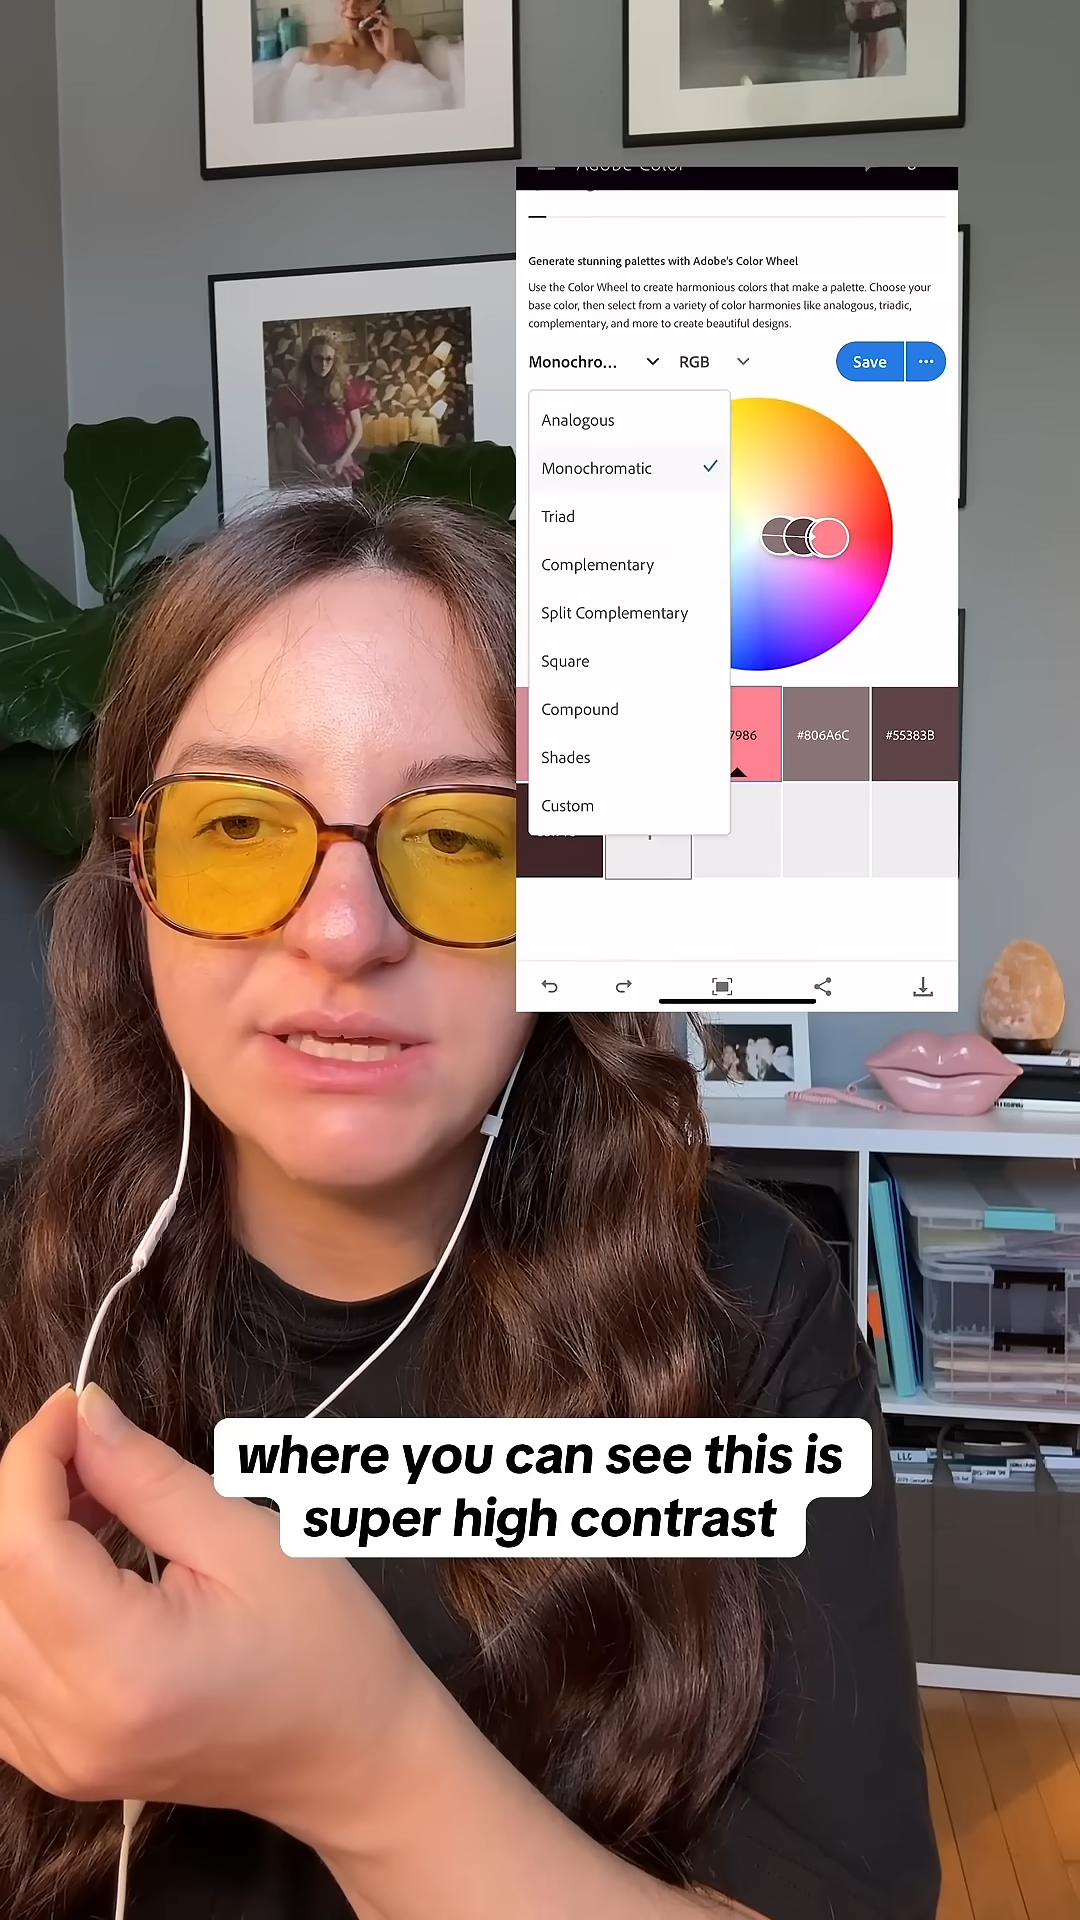 Adobe Color
Generate stunning palettes with Adobe's Color Wheel
Use the Color Wheel to create harmonious colors that make a palette. Choose your
base color, then select from a variety of color harmonies like analogous, triadic,
complementary, and more to create beautiful designs.
Monochro...
RGB
Save
Analogous
Monochromatic
Triad
Complementary
Split Complementary
Square
Compound
Shades
Custom
7986
#806A6C
#55383B
where you can see this is
super high contrast
LLC